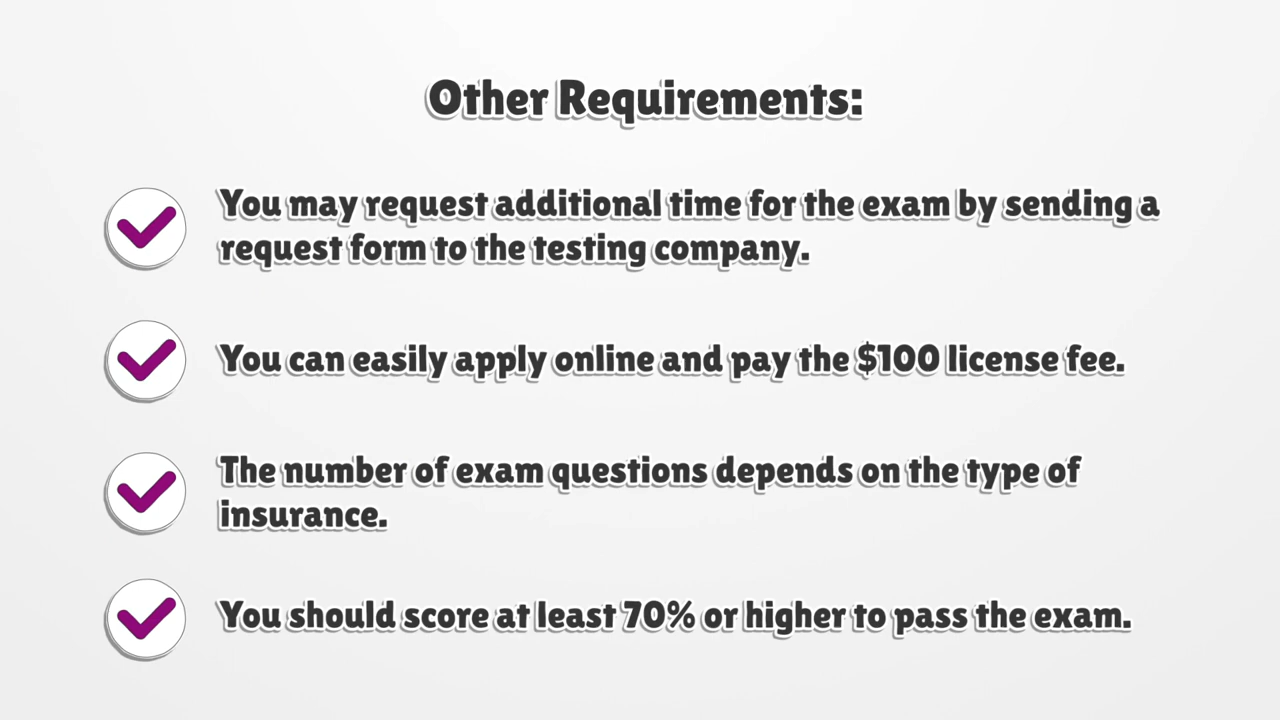 Other Requirements:
You may request additional time for the exam by sending a
request form to the testing company.
You can easily apply online and pay the $100 license fee.
The number of exam questions depends on the type of
insurance.
You should score at least 70% or higher to pass the exam.